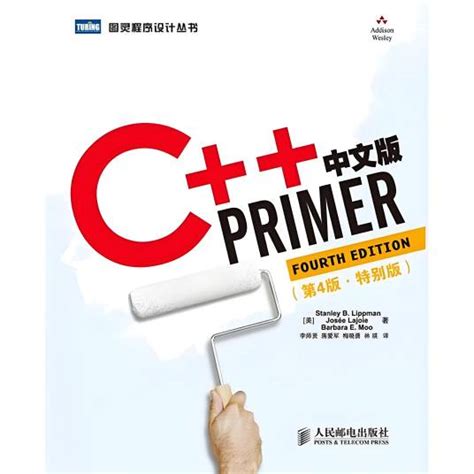 TURING 图灵程序设计丛书
Addison
Wesley
C++ 中文版
PRIMER
FOURTH EDITION
(第4版·特别版)
[美] Stanley B. Lippman
Josée Lajoie 著
Barbara E. Moo
李师贤 蒋爱军 梅晓勇 林瑛 译
人民邮电出版社
POSTS & TELECOM PRESS